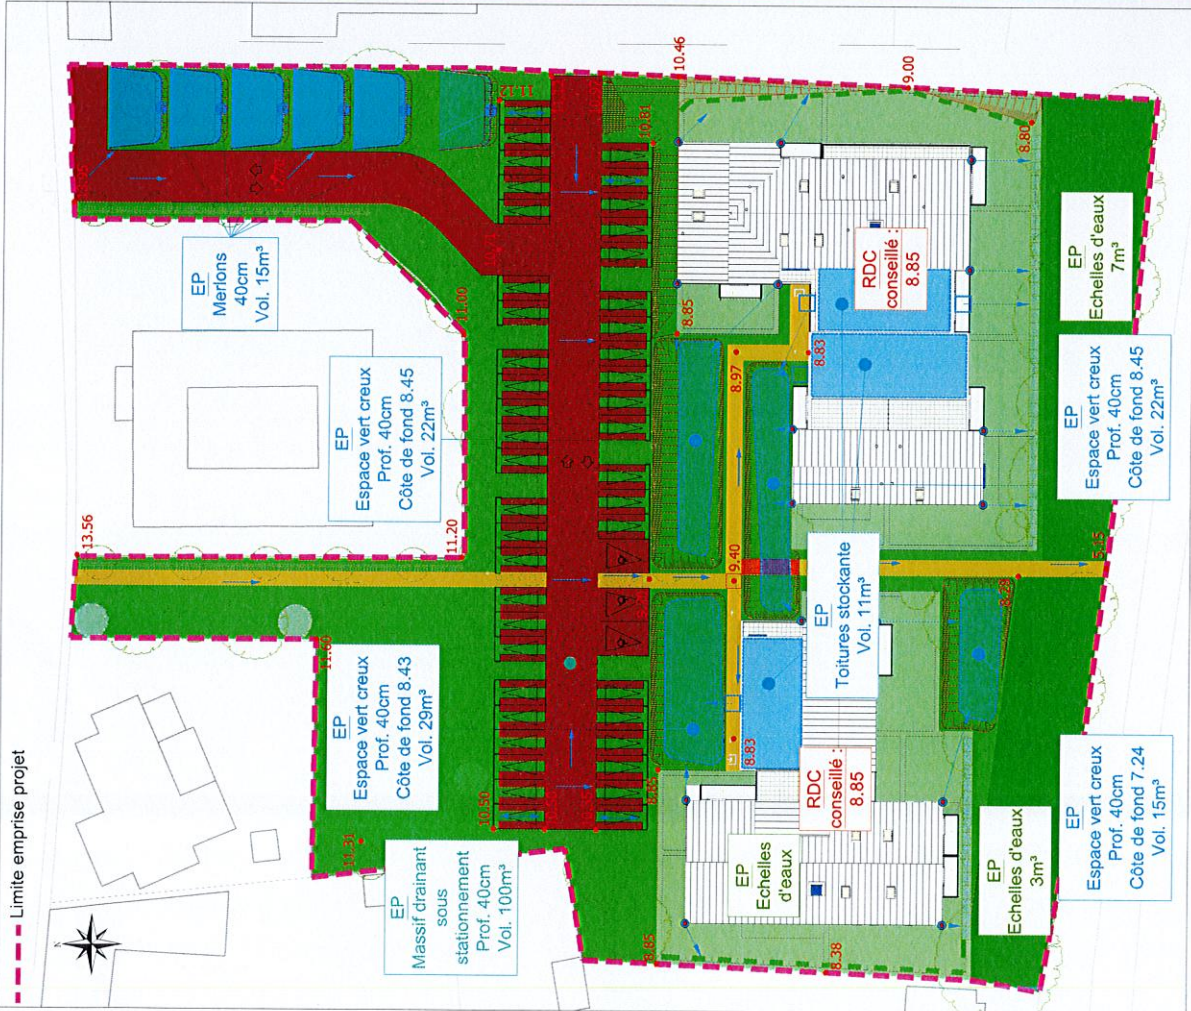 Limite emprise projet
N
EP
Merlons
40cm
Vol. 15m³
EP
Espace vert creux
Prof. 40cm
Côte de fond 8.45
Vol. 22m³
EP
Espace vert creux
Prof. 40cm
Côte de fond 8.43
Vol. 29m³
EP
Massif drainant
sous
stationnement
Prof. 40cm
Vol. 100m³
13.56
11.20
11.00
11.12
10.46
9.00
10.81
8.80
11.60
11.31
10.50
8.85
8.97
8.83
9.40
8.83
8.85
8.85
8.38
8.29
5.15
RDC
conseillé :
8.85
EP
Toitures stockante
Vol. 11m³
RDC
conseillé :
8.85
EP
Echelles
d'eaux
EP
Echelles d'eaux
7m³
EP
Espace vert creux
Prof. 40cm
Côte de fond 8.45
Vol. 22m³
EP
Echelles d'eaux
3m³
EP
Espace vert creux
Prof. 40cm
Côte de fond 7.24
Vol. 15m³